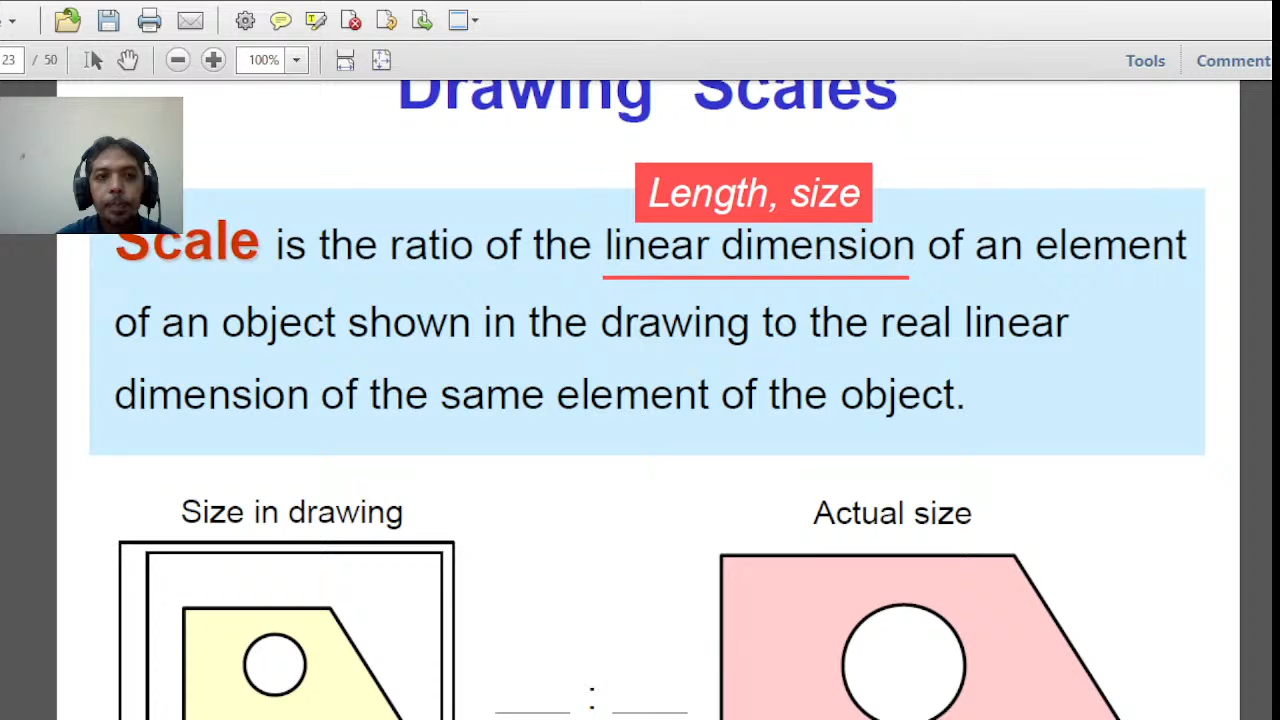 23 / 50
100%
Tools
Comment
Drawing Scales
Length, size
Scale is the ratio of the linear dimension of an element
of an object shown in the drawing to the real linear
dimension of the same element of the object.
Size in drawing
Actual size
: